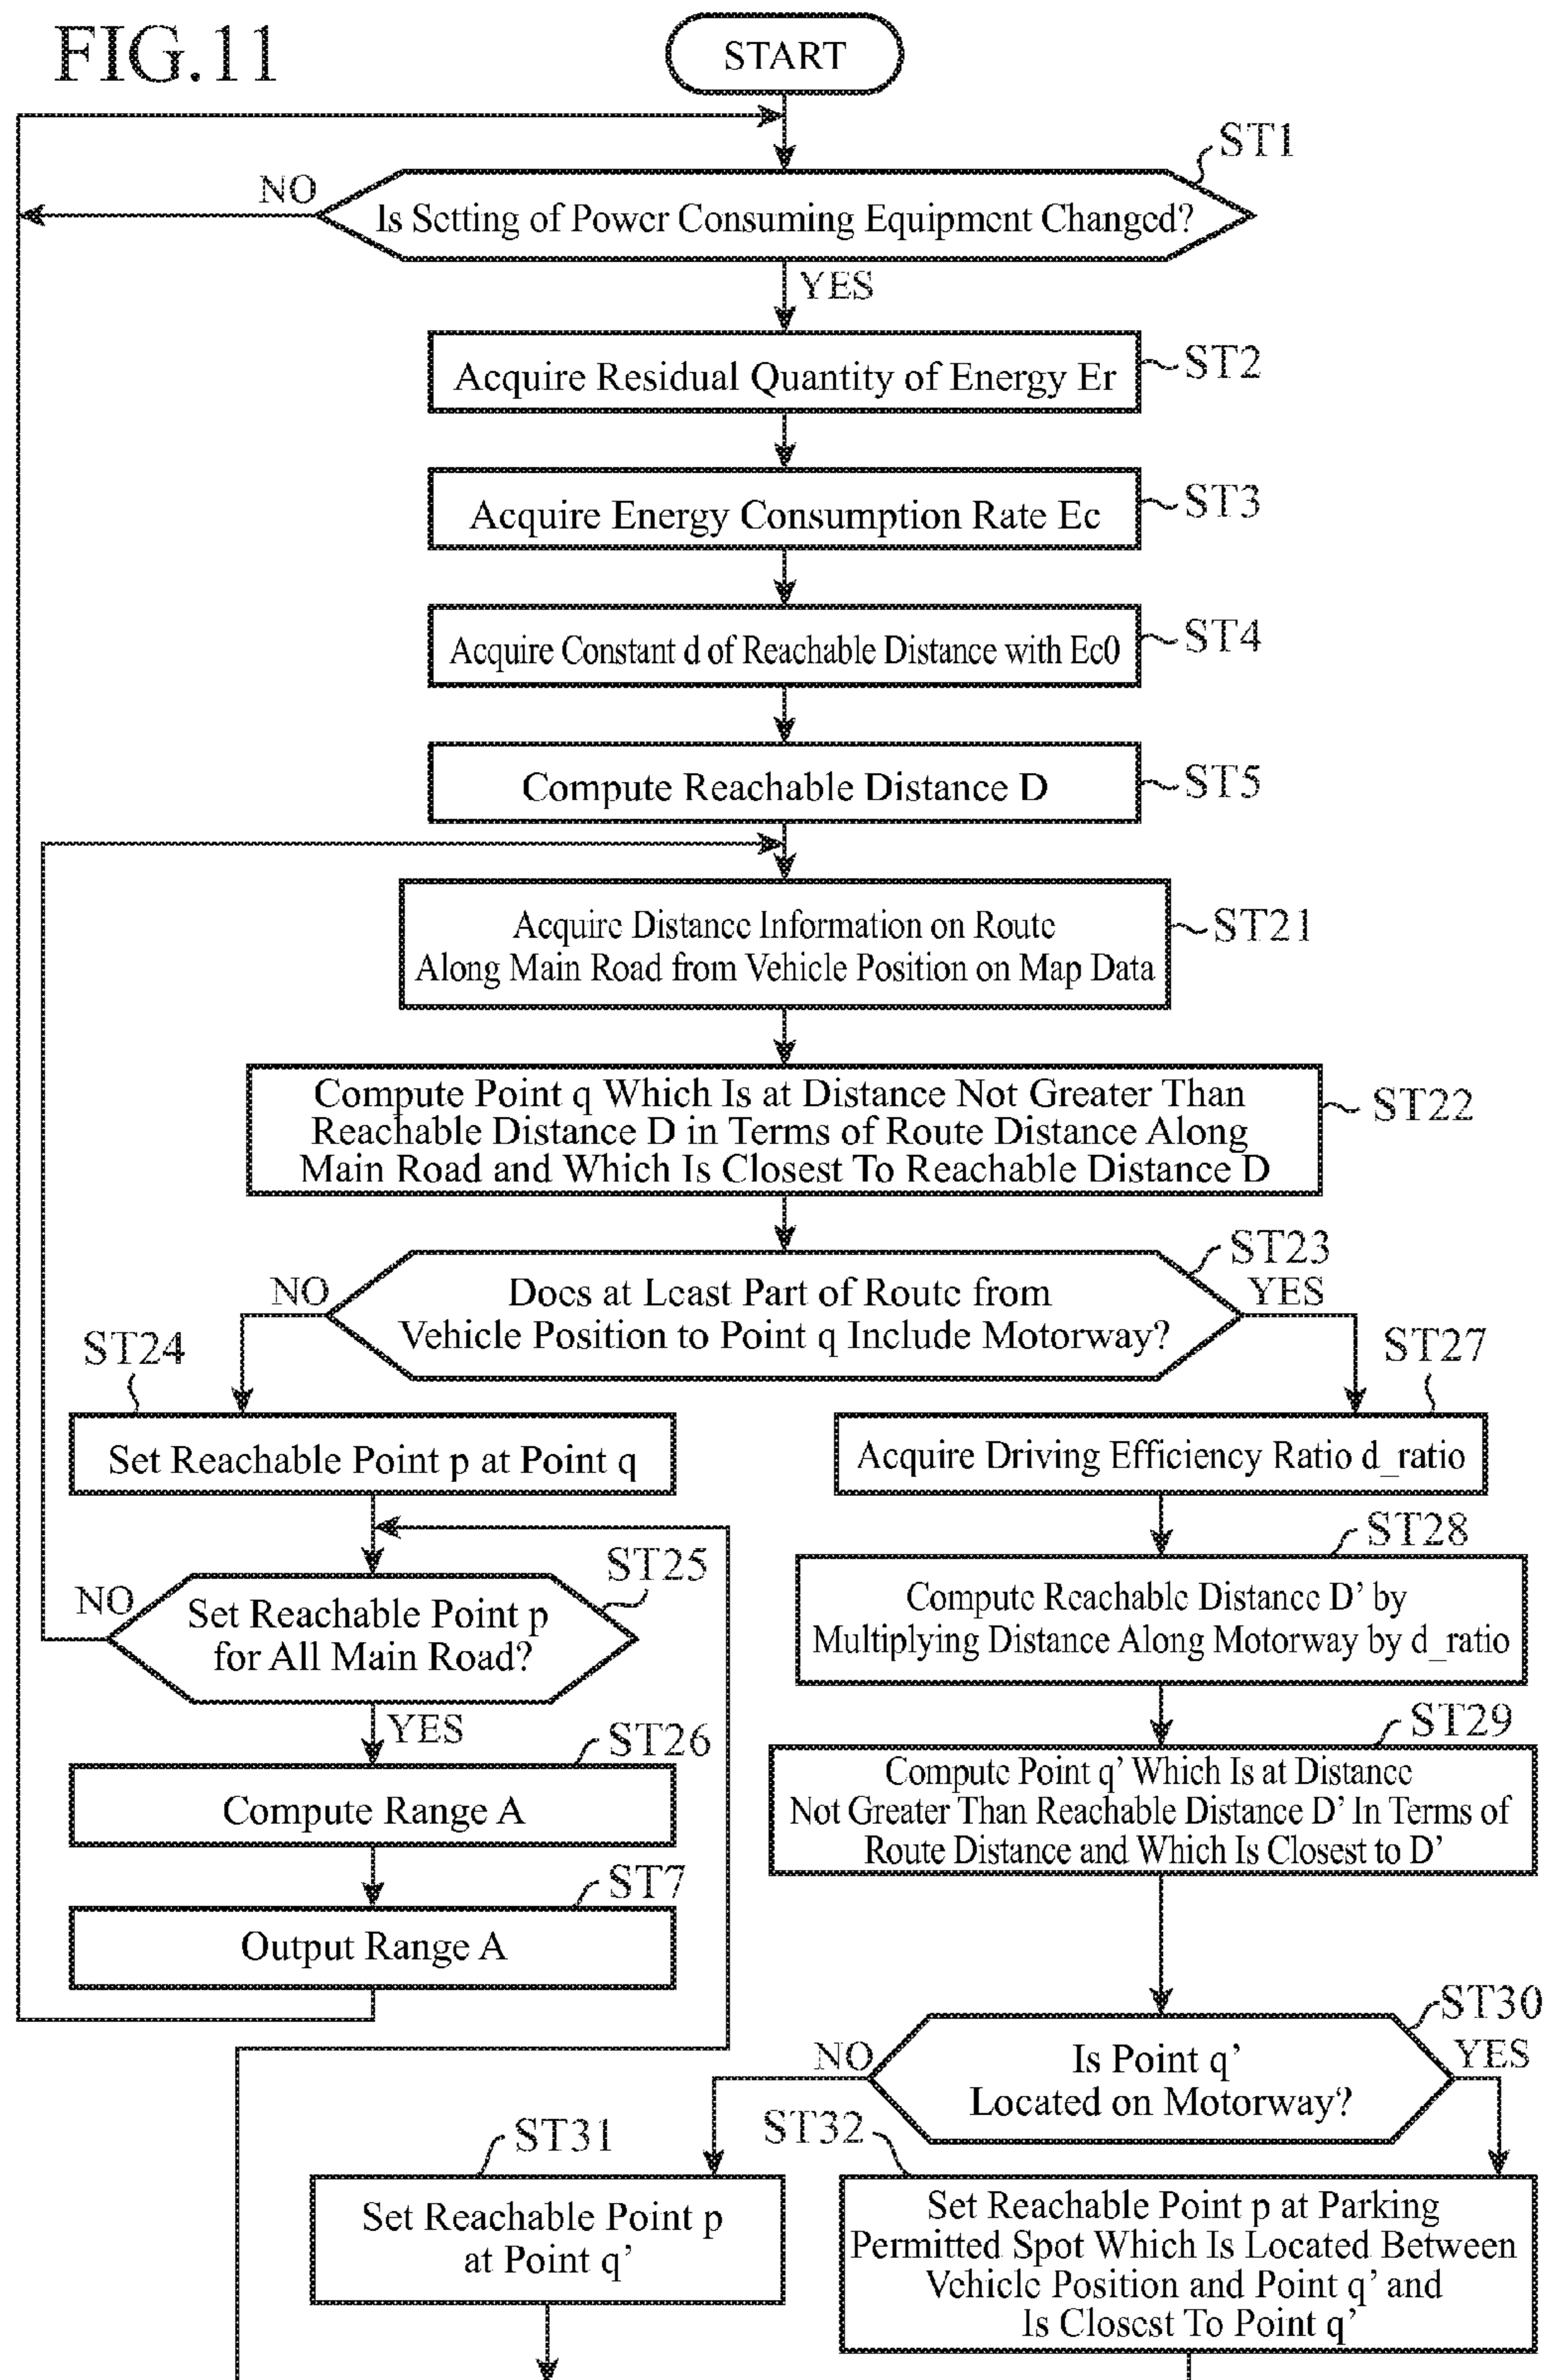 FIG.11
START
ST1
NO
Is Setting of Power Consuming Equipment Changed?
YES
Acquire Residual Quantity of Energy Er
ST2
Acquire Energy Consumption Rate Ec
ST3
Acquire Constant d of Reachable Distance with Ec0
ST4
Compute Reachable Distance D
ST5
Acquire Distance Information on Route
Along Main Road from Vehicle Position on Map Data
ST21
Compute Point q Which Is at Distance Not Greater Than
Reachable Distance D in Terms of Route Distance Along
Main Road and Which Is Closest To Reachable Distance D
ST22
ST23
NO
Does at Least Part of Route from
Vehicle Position to Point q Include Motorway?
YES
ST24
Set Reachable Point p at Point q
ST27
Acquire Driving Efficiency Ratio d_ratio
ST25
NO
Set Reachable Point p
for All Main Road?
YES
ST28
Compute Reachable Distance D' by
Multiplying Distance Along Motorway by d_ratio
ST26
Compute Range A
ST29
Compute Point q' Which Is at Distance
Not Greater Than Reachable Distance D' In Terms of
Route Distance and Which Is Closest to D'
ST7
Output Range A
ST30
NO
Is Point q'
Located on Motorway?
YES
ST31
Set Reachable Point p
at Point q'
ST32
Set Reachable Point p at Parking
Permitted Spot Which Is Located Between
Vehicle Position and Point q' and
Is Closest To Point q'